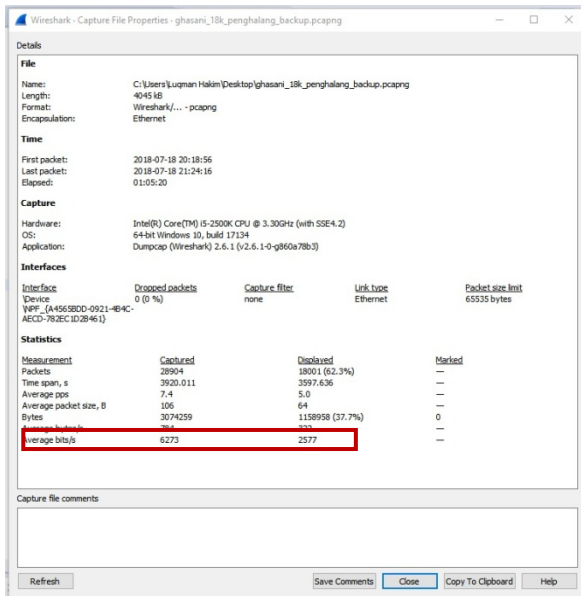 Wireshark · Capture File Properties · ghasani_18k_penghalang_backup.pcapng
Details
File
Name: C:\Users\Luqman Hakim\Desktop\ghasani_18k_penghalang_backup.pcapng
Length: 4045 kB
Format: Wireshark/... - pcapng
Encapsulation: Ethernet
Time
First packet: 2018-07-18 20:18:56
Last packet: 2018-07-18 21:24:16
Elapsed: 01:05:20
Capture
Hardware: Intel(R) Core(TM) i5-2500K CPU @ 3.30GHz (with SSE4.2)
OS: 64-bit Windows 10, build 17134
Application: Dumpcap (Wireshark) 2.6.1 (v2.6.1-0-g860a78b3)
Interfaces
Interface Dropped packets Capture filter Link type Packet size limit
\Device 0 (0 %) none Ethernet 65535 bytes
\NPF_{A4565BDD-0921-4B4C-
AECD-782EC1D2B461}
Statistics
Measurement Captured Displayed Marked
Packets 28904 18001 (62.3%) —
Time span, s 3920.011 3597.636 —
Average pps 7.4 5.0 —
Average packet size, B 106 64 —
Bytes 3074259 1158958 (37.7%) 0
Average bytes/s 784 322 —
Average bits/s 6273 2577 —
Capture file comments
Refresh Save Comments Close Copy To Clipboard Help